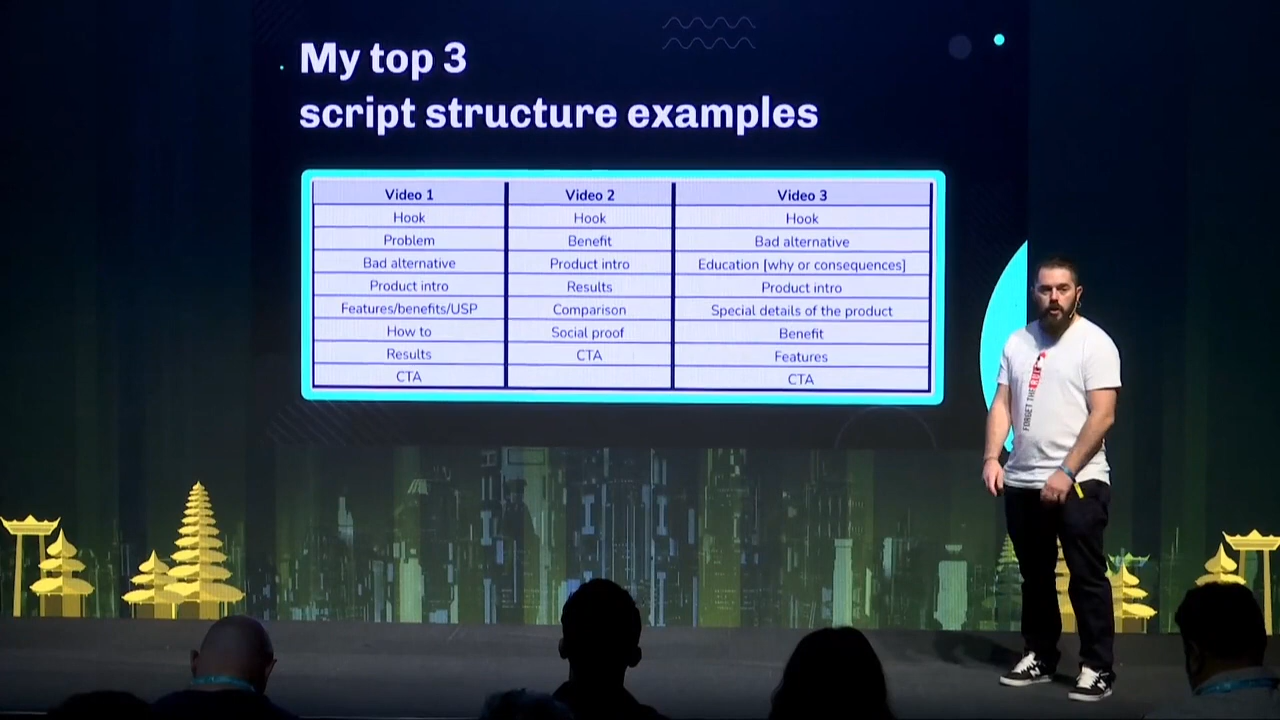 My top 3
script structure examples
Video 1 Video 2 Video 3
Hook Hook Hook
Problem Benefit Bad alternative
Bad alternative Product intro Education [why or consequences]
Product intro Results Product intro
Features/benefits/USP Comparison Special details of the product
How to Social proof Benefit
Results CTA Features
CTA CTA
FORGET THE